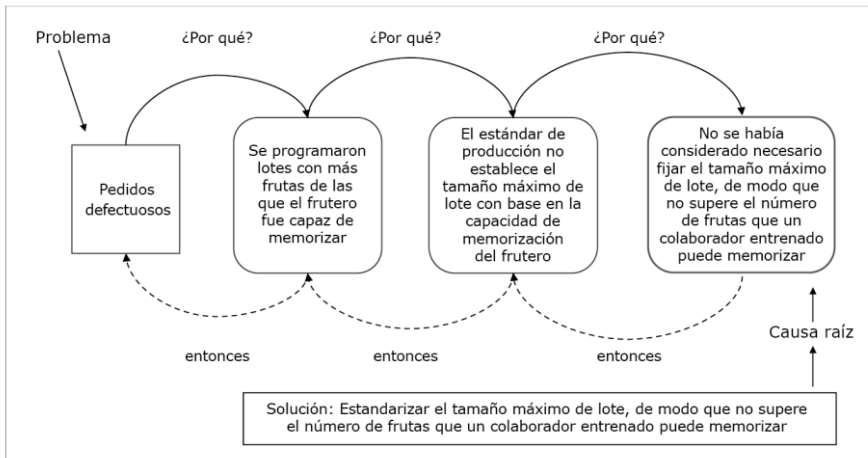 Problema
¿Por qué?
¿Por qué?
¿Por qué?
Pedidos
defectuosos
Se programaron
lotes con más
frutas de las
que el frutero
fue capaz de
memorizar
El estándar de
producción no
establece el
tamaño máximo de
lote con base en la
capacidad de
memorización
del frutero
No se había
considerado necesario
fijar el tamaño máximo
de lote, de modo que
no supere el número
de frutas que un
colaborador entrenado
puede memorizar
entonces
entonces
entonces
Causa raíz
Solución: Estandarizar el tamaño máximo de lote, de modo que no supere
el número de frutas que un colaborador entrenado puede memorizar